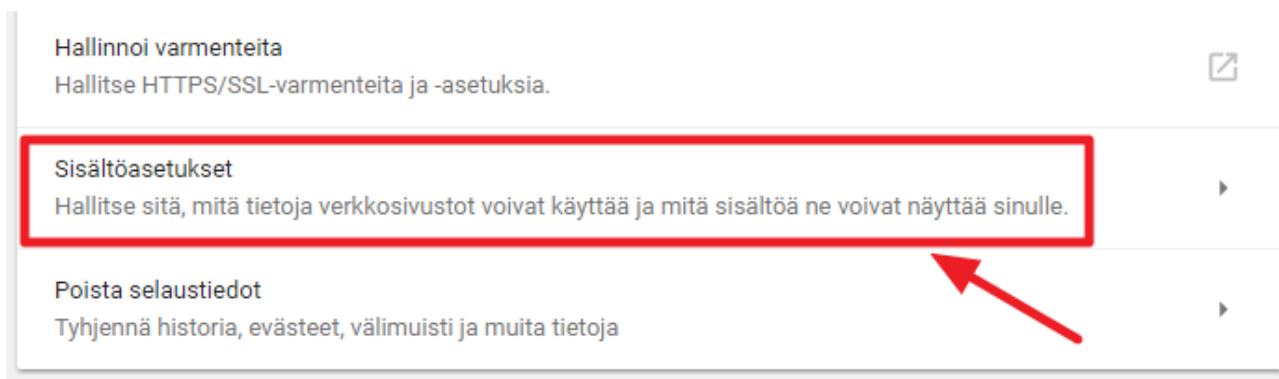 Hallinnoi varmenteita
Hallitse HTTPS/SSL-varmenteita ja -asetuksia.
Sisältöasetukset
Hallitse sitä, mitä tietoja verkkosivustot voivat käyttää ja mitä sisältöä ne voivat näyttää sinulle.
Poista selaustiedot
Tyhjennä historia, evästeet, välimuisti ja muita tietoja